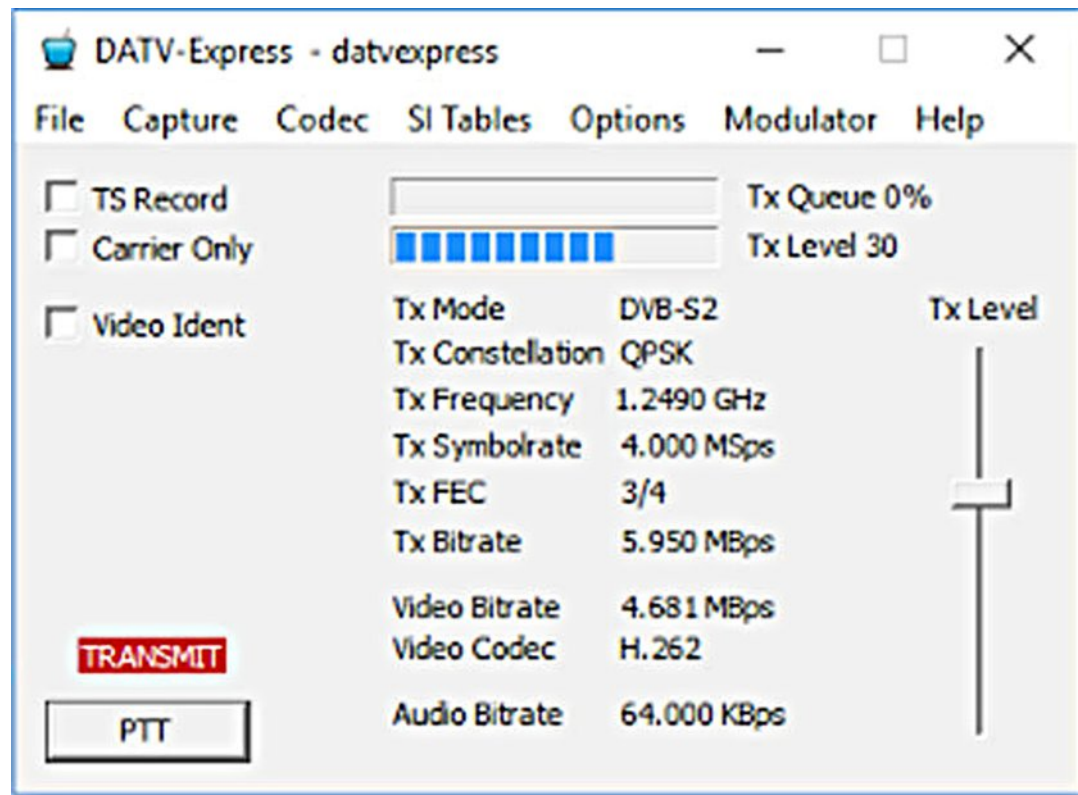 DATV-Express - datvexpress
File Capture Codec SI Tables Options Modulator Help
TS Record Tx Queue 0%
Carrier Only Tx Level 30
Video Ident Tx Mode DVB-S2 Tx Level
Tx Constellation QPSK
Tx Frequency 1.2490 GHz
Tx Symbolrate 4.000 MSps
Tx FEC 3/4
Tx Bitrate 5.950 MBps
Video Bitrate 4.681 MBps
TRANSMIT Video Codec H.262
PTT Audio Bitrate 64.000 KBps